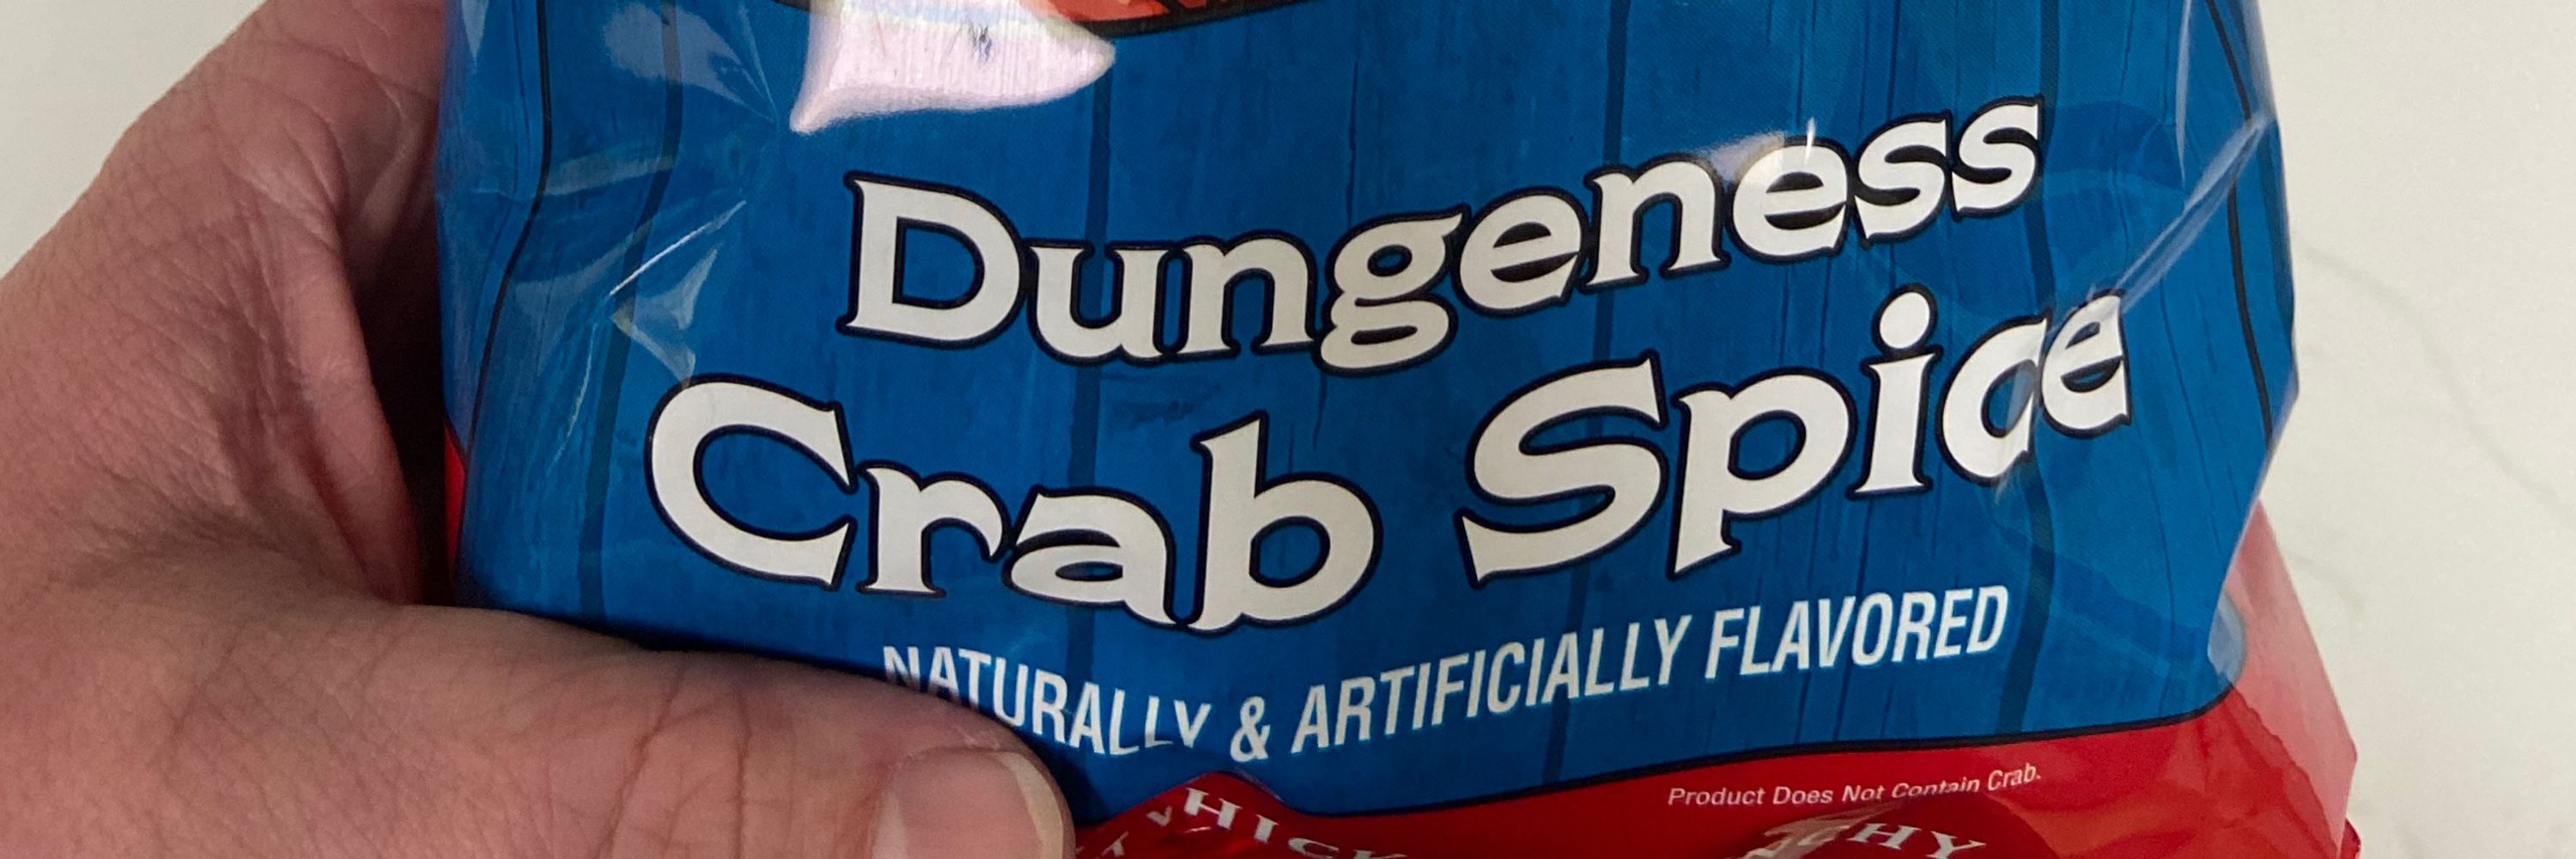 Dungeness
Crab Spice
NATURALLY & ARTIFICIALLY FLAVORED
Product Does Not Contain Crab.